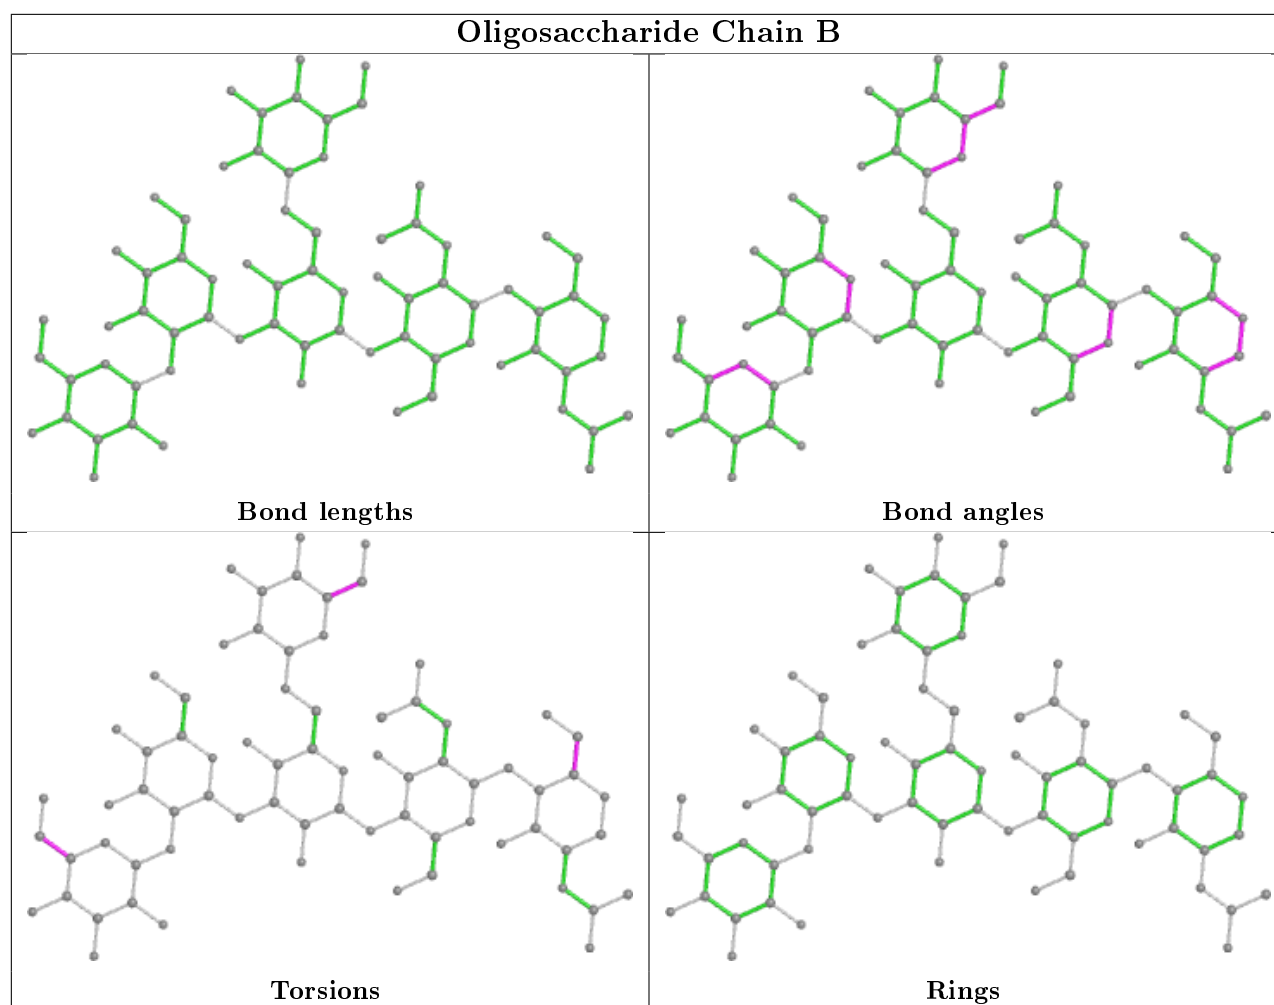 Oligosaccharide Chain B
Bond lengths
Bond angles
Torsions
Rings